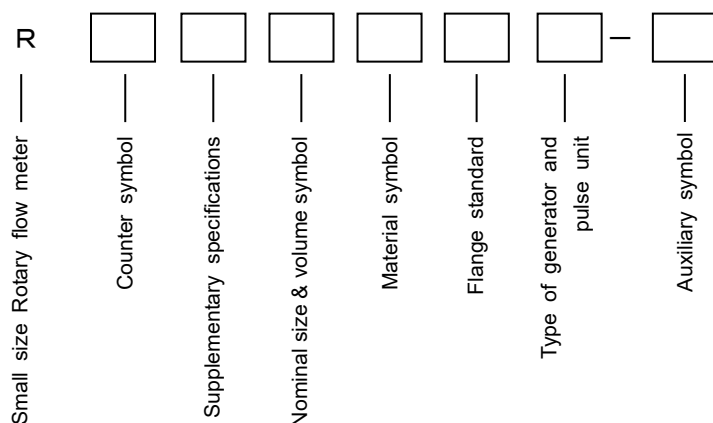 R
—
Small size Rotary flow meter
Counter symbol
Supplementary specifications
Nominal size & volume symbol
Material symbol
Flange standard
Type of generator and
pulse unit
Auxiliary symbol